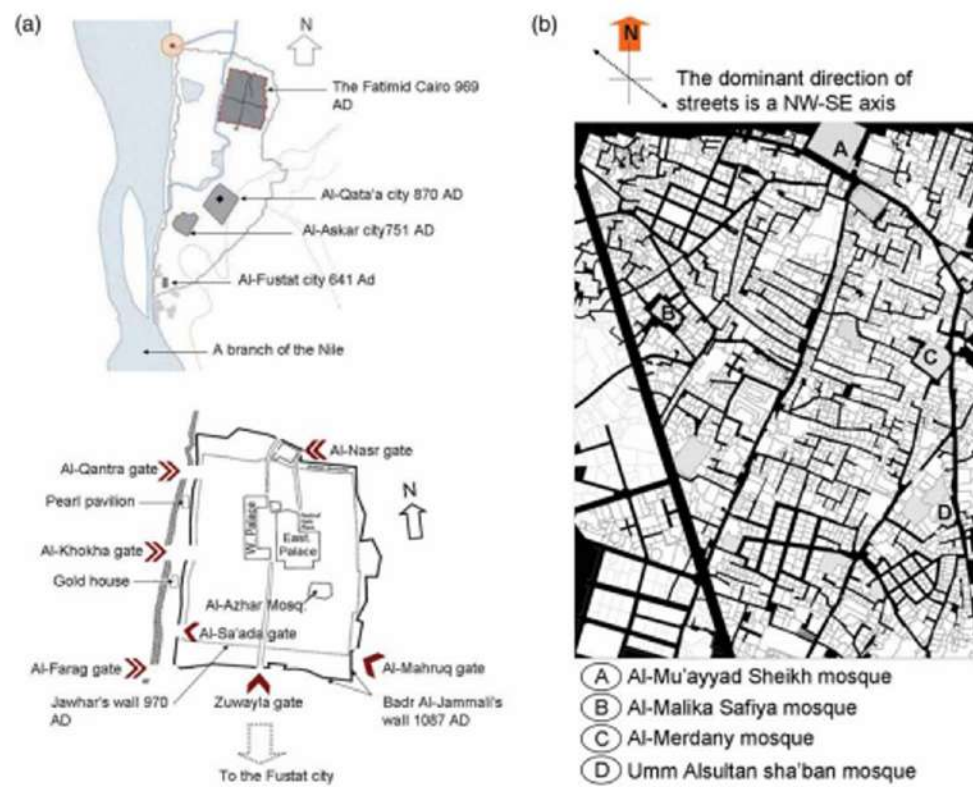 (a)
N
The Fatimid Cairo 969
AD
Al-Qata'a city 870 AD
Al-Askar city751 AD
Al-Fustat city 641 Ad
A branch of the Nile
Al-Nasr gate
Al-Qantra gate
N
Pearl pavilion
W. Palace
East
Palace
Al-Khokha gate
Gold house
Al-Azhar Mosq.
Al-Sa'ada gate
Al-Farag gate
Al-Mahruq gate
Jawhar's wall 970
AD
Zuwayla gate
Badr Al-Jammali's
wall 1087 AD
To the Fustat city
(b)
N
The dominant direction of
streets is a NW-SE axis
A
B
C
D
A Al-Mu'ayyad Sheikh mosque
B Al-Malika Safiya mosque
C Al-Merdany mosque
D Umm Alsultan sha'ban mosque